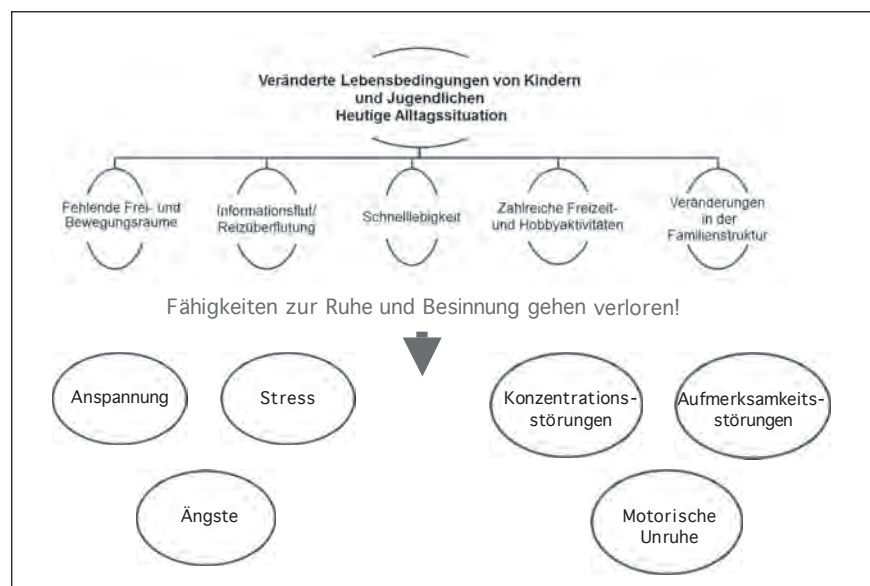 Veränderte Lebensbedingungen von Kindern
und Jugendlichen
Heutige Alltagssituation
Fehlende Frei- und
Bewegungsräume
Informationsflut/
Reizüberflutung
Schnelllebigkeit
Zahlreiche Freizeit-
und Hobbyaktivitäten
Veränderungen
in der
Familienstruktur
Fähigkeiten zur Ruhe und Besinnung gehen verloren!
Anspannung
Stress
Konzentrations-
störungen
Aufmerksamkeits-
störungen
Ängste
Motorische
Unruhe